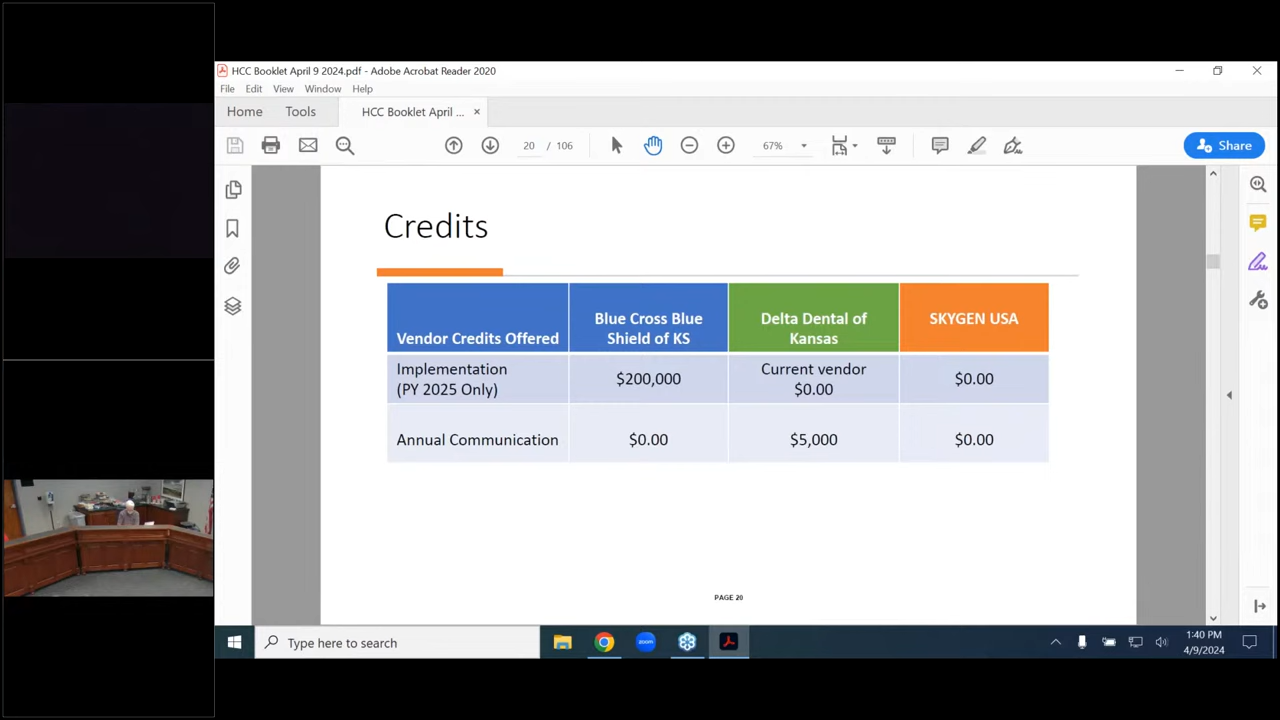 HCC Booklet April 9 2024.pdf - Adobe Acrobat Reader 2020
File Edit View Window Help
Home Tools HCC Booklet April ... ×
20 / 106 67% Share
Credits
Vendor Credits Offered
Blue Cross Blue
Shield of KS
Delta Dental of
Kansas
SKYGEN USA
Implementation
(PY 2025 Only)
$200,000
Current vendor
$0.00
$0.00
Annual Communication
$0.00
$5,000
$0.00
PAGE 20
Type here to search
zoom
1:40 PM
4/9/2024